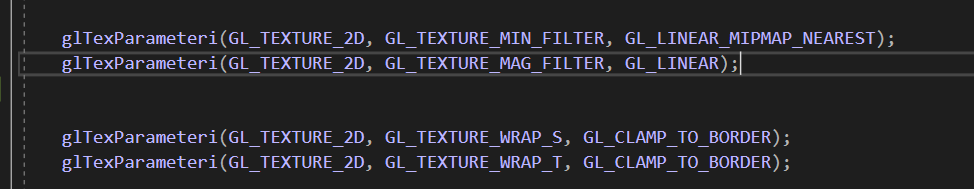 glTexParameteri(GL_TEXTURE_2D, GL_TEXTURE_MIN_FILTER, GL_LINEAR_MIPMAP_NEAREST);
glTexParameteri(GL_TEXTURE_2D, GL_TEXTURE_MAG_FILTER, GL_LINEAR);
glTexParameteri(GL_TEXTURE_2D, GL_TEXTURE_WRAP_S, GL_CLAMP_TO_BORDER);
glTexParameteri(GL_TEXTURE_2D, GL_TEXTURE_WRAP_T, GL_CLAMP_TO_BORDER);